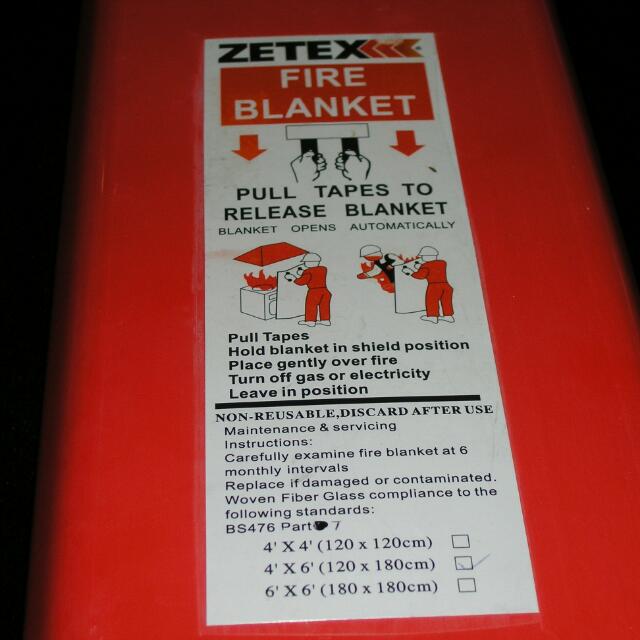 ZETEX
FIRE
BLANKET
PULL TAPES TO
RELEASE BLANKET
BLANKET OPENS AUTOMATICALLY
Pull Tapes
Hold blanket in shield position
Place gently over fire
Turn off gas or electricity
Leave in position
NON-REUSABLE,DISCARD AFTER USE
Maintenance & servicing
Instructions:
Carefully examine fire blanket at 6
monthly intervals
Replace if damaged or contaminated.
Woven Fiber Glass compliance to the
following standards:
BS476 Part 7
4' X 4' (120 x 120cm)
4' X 6' (120 x 180cm)
6' X 6' (180 x 180cm)